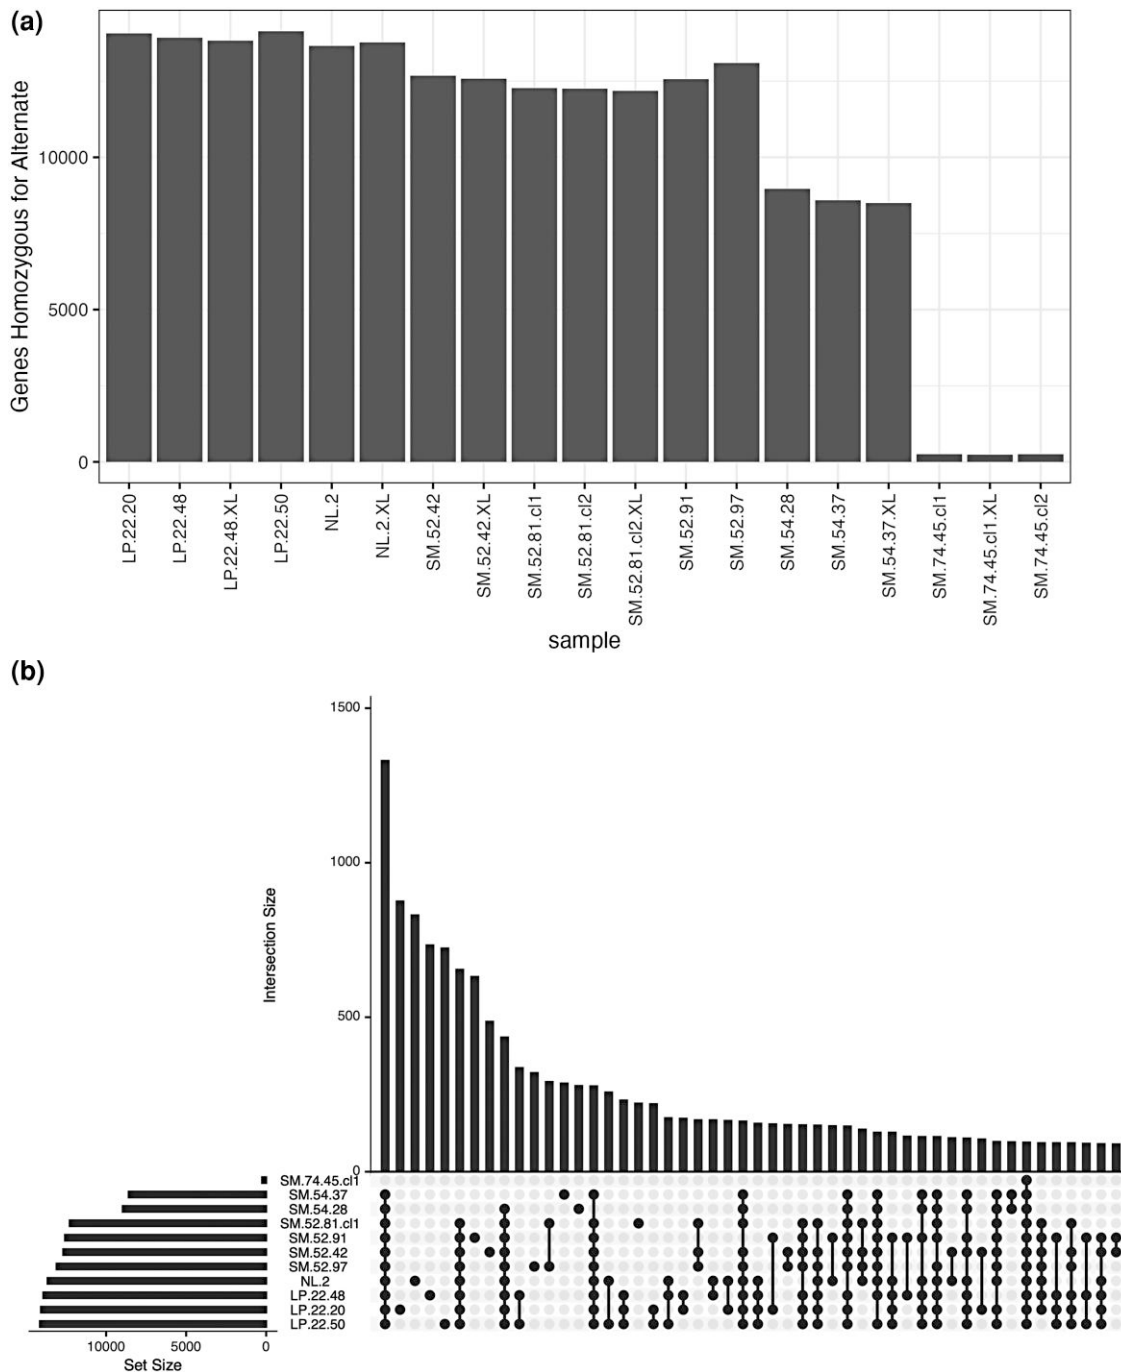 (a)
Genes Homozygous for Alternate
10000
5000
0
LP.22.20
LP.22.48
LP.22.48.XL
LP.22.50
NL.2
NL.2.XL
SM.52.42
SM.52.42.XL
SM.52.81.cl1
SM.52.81.cl2
SM.52.81.cl2.XL
SM.52.91
SM.52.97
SM.54.28
SM.54.37
SM.54.37.XL
SM.74.45.cl1
SM.74.45.cl1.XL
SM.74.45.cl2
sample
(b)
Intersection Size
1500
1000
500
0
SM.74.45.cl1
SM.54.37
SM.54.28
SM.52.81.cl1
SM.52.91
SM.52.42
SM.52.97
NL.2
LP.22.48
LP.22.20
LP.22.50
10000 5000 0
Set Size